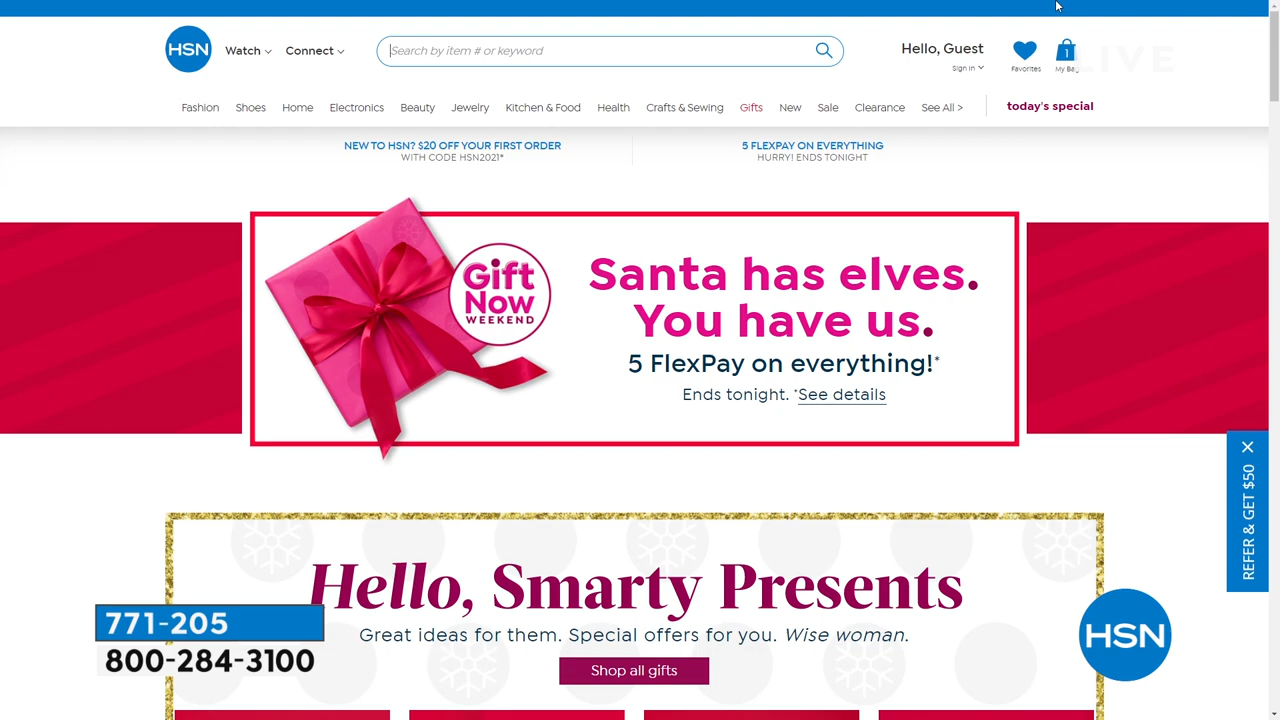 HSN
Watch
Connect
Search by item # or keyword
Hello, Guest
Sign In
Favorites
1
My Ba
LIVE
Fashion
Shoes
Home
Electronics
Beauty
Jewelry
Kitchen & Food
Health
Crafts & Sewing
Gifts
New
Sale
Clearance
See All >
today's special
NEW TO HSN? $20 OFF YOUR FIRST ORDER
WITH CODE HSN2021*
5 FLEXPAY ON EVERYTHING
HURRY! ENDS TONIGHT
Gift
Now
WEEKEND
Santa has elves.
You have us.
5 FlexPay on everything!*
Ends tonight. *See details
REFER & GET $50
Hello, Smarty Presents
Great ideas for them. Special offers for you. Wise woman.
Shop all gifts
771-205
800-284-3100
HSN